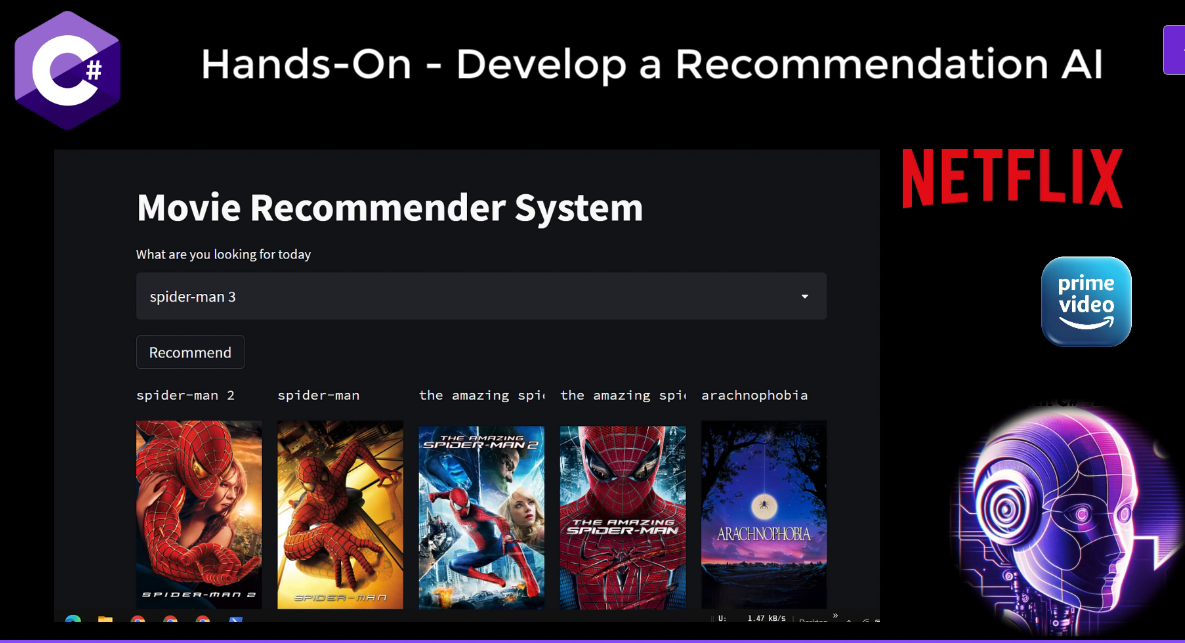 C#
Hands-On - Develop a Recommendation AI
NETFLIX
Movie Recommender System
What are you looking for today
prime
video
spider-man 3
Recommend
spider-man 2
spider-man
the amazing spi
the amazing spi
arachnophobia
THE AMAZING
SPIDER-MAN 2
THE AMAZING
SPIDER-MAN
ARACHNOPHOBIA
SPIDER-MAN 2
SPIDER-MAN
U:
1.47 kB/s
Desktop
»